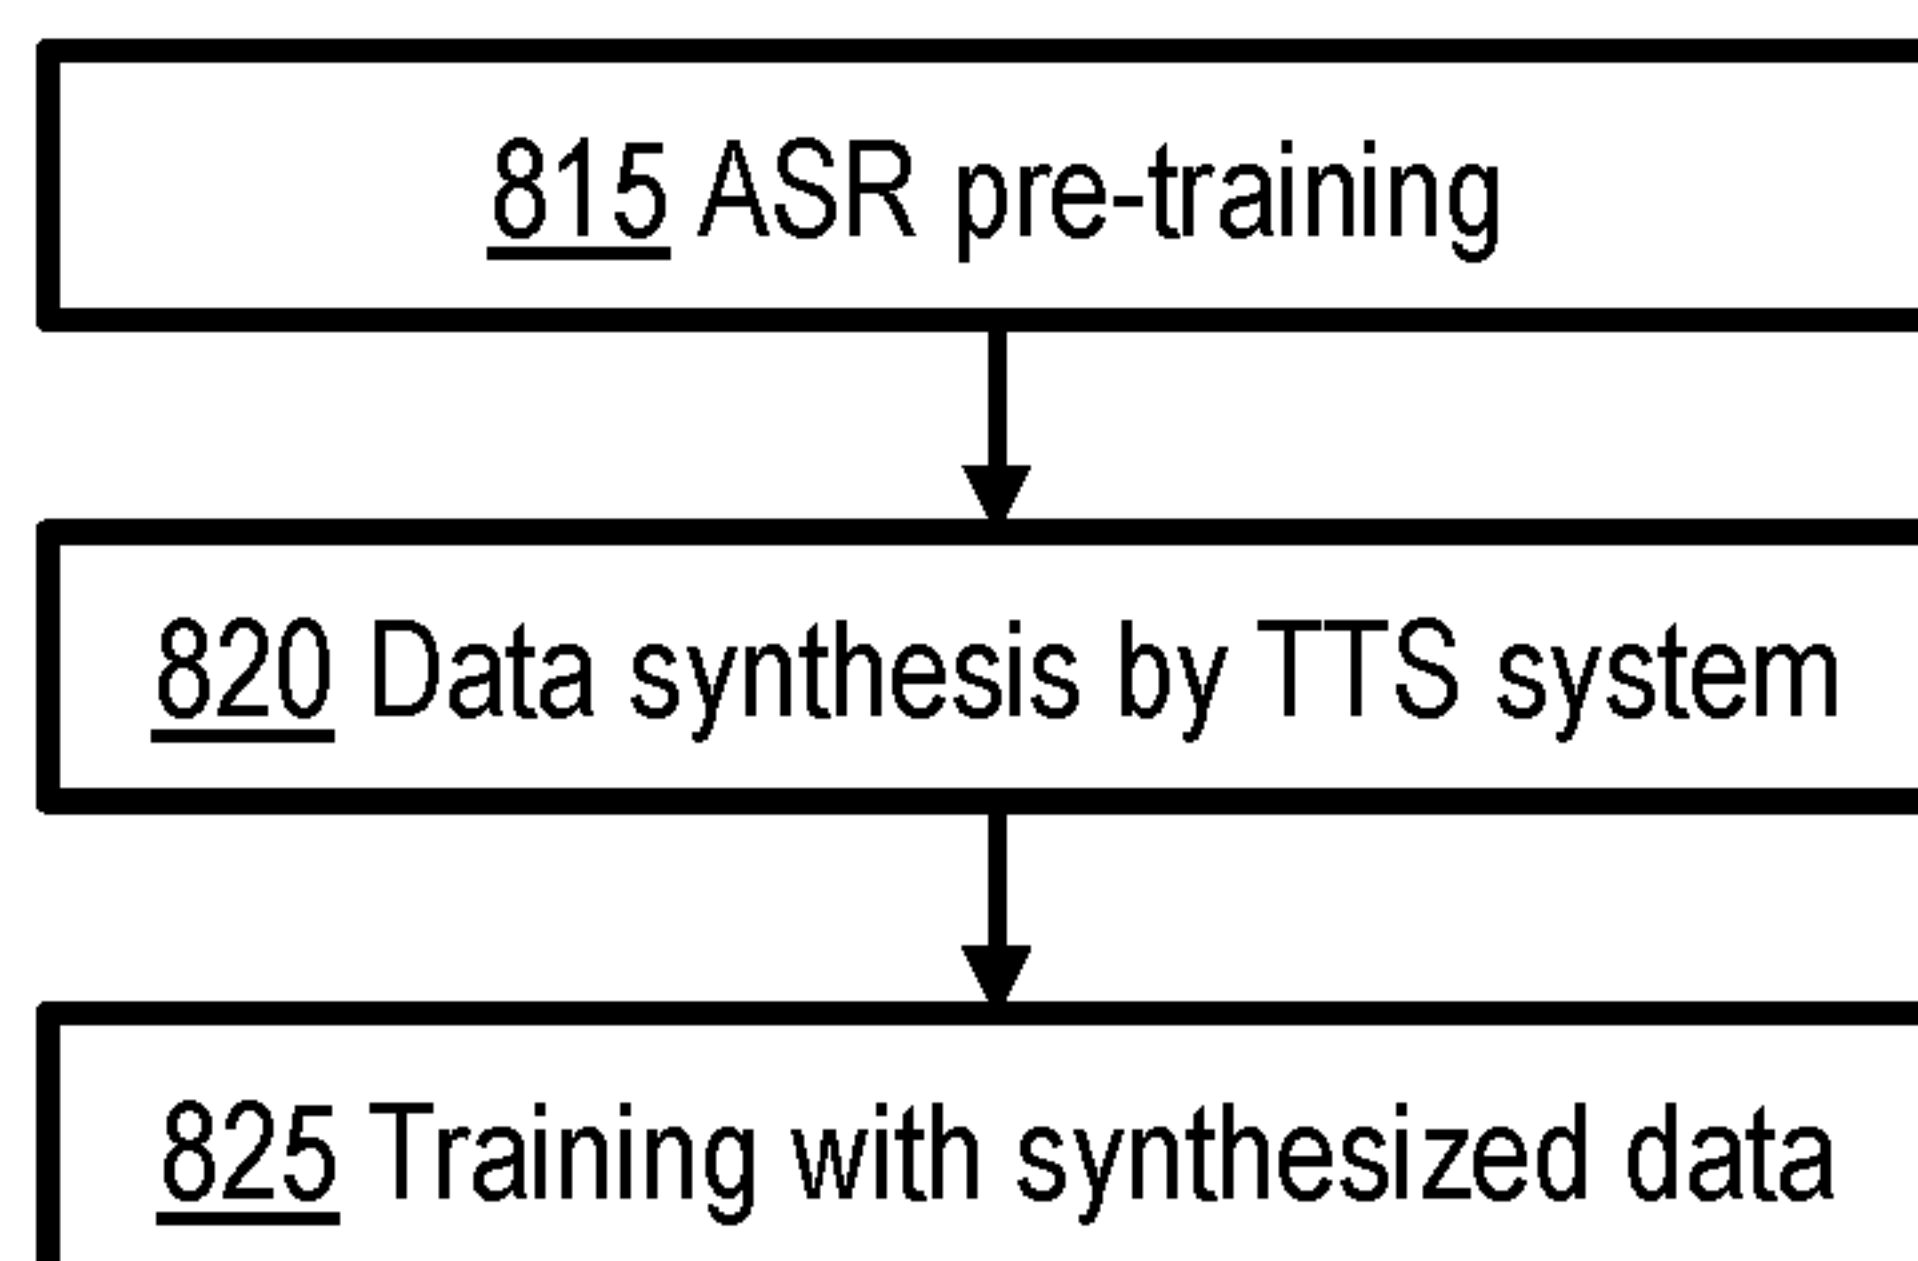 815 ASR pre-training
820 Data synthesis by TTS system
825 Training with synthesized data